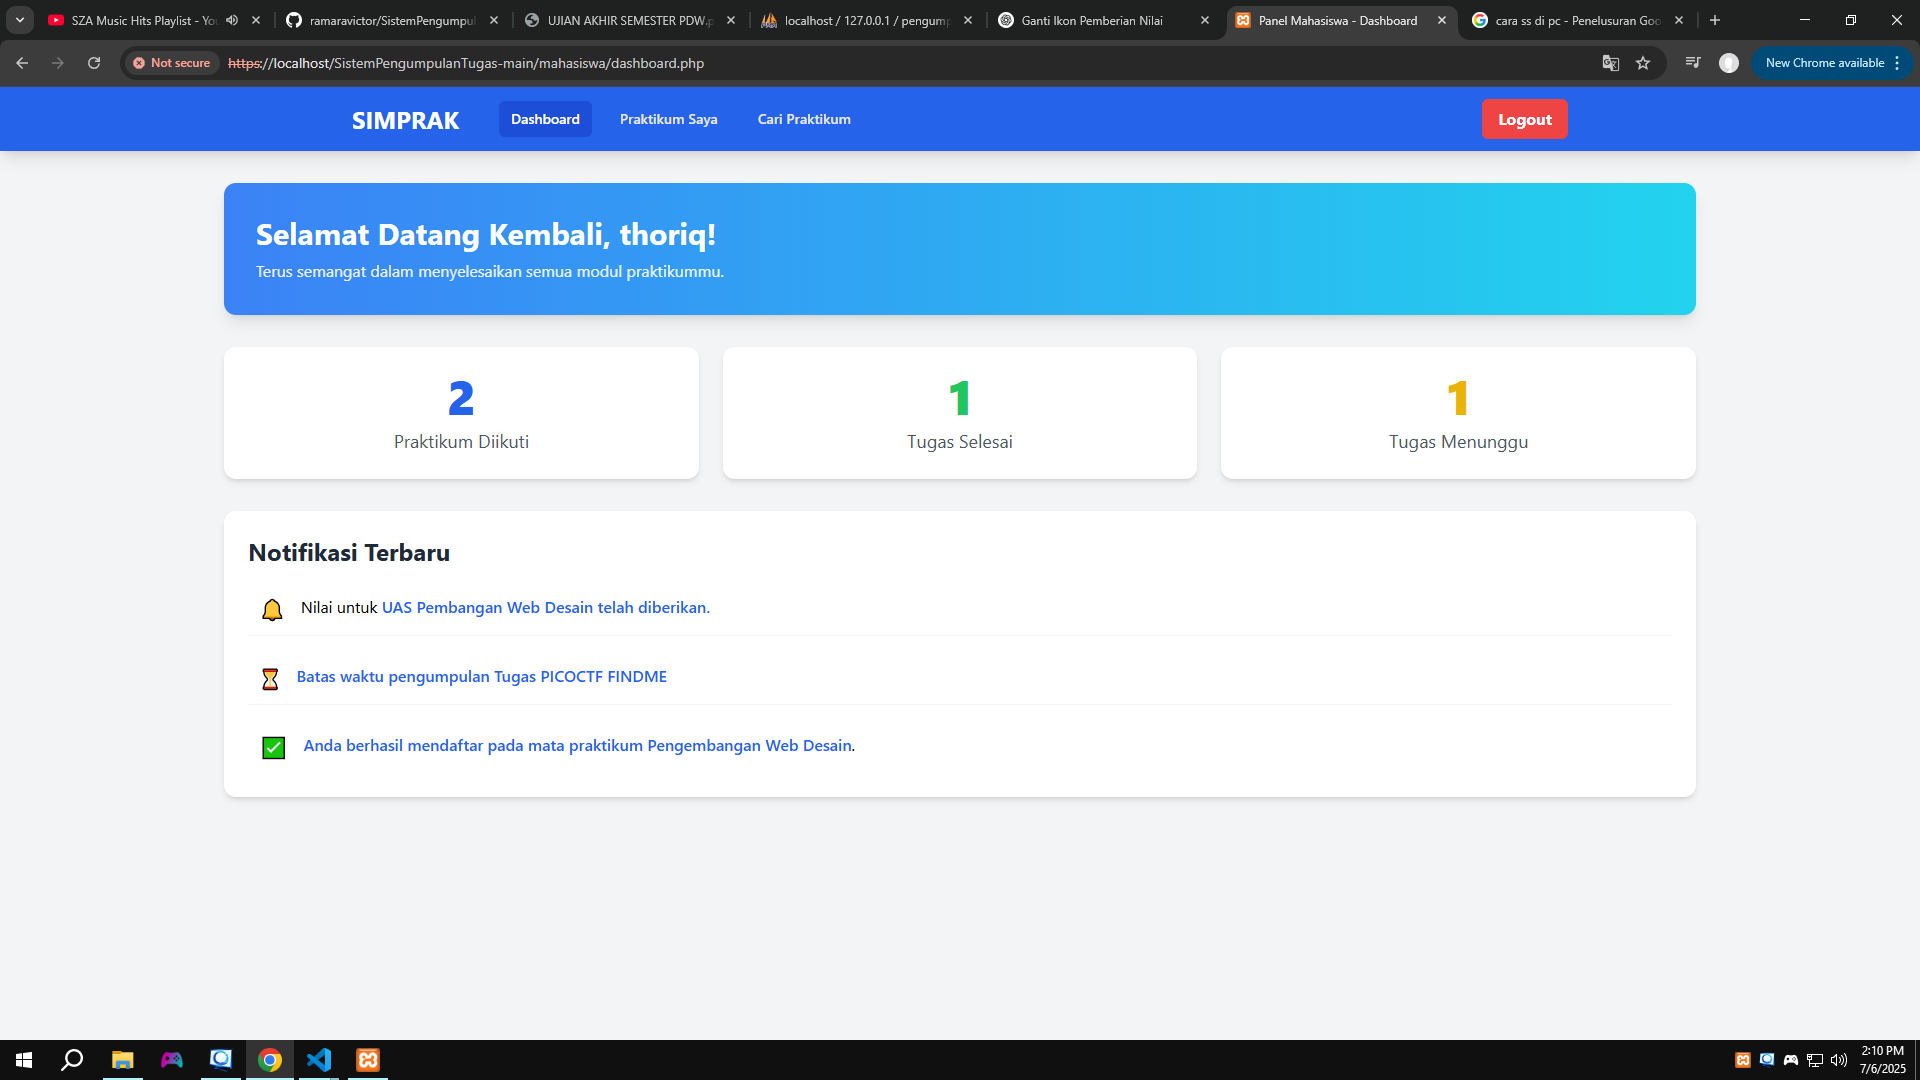 SZA Music Hits Playlist - You
ramaravictor/SistemPengumpul
UJIAN AKHIR SEMESTER PDW.p
localhost / 127.0.0.1 / pengump
Ganti Ikon Pemberian Nilai
Panel Mahasiswa - Dashboard
cara ss di pc - Penelusuran Goo
Not secure
https://localhost/SistemPengumpulanTugas-main/mahasiswa/dashboard.php
New Chrome available
SIMPRAK
Dashboard
Praktikum Saya
Cari Praktikum
Logout
Selamat Datang Kembali, thoriq!
Terus semangat dalam menyelesaikan semua modul praktikummu.
2
Praktikum Diikuti
1
Tugas Selesai
1
Tugas Menunggu
Notifikasi Terbaru
Nilai untuk UAS Pembangan Web Desain telah diberikan.
Batas waktu pengumpulan Tugas PICOCTF FINDME
Anda berhasil mendaftar pada mata praktikum Pengembangan Web Desain.
2:10 PM
7/6/2025